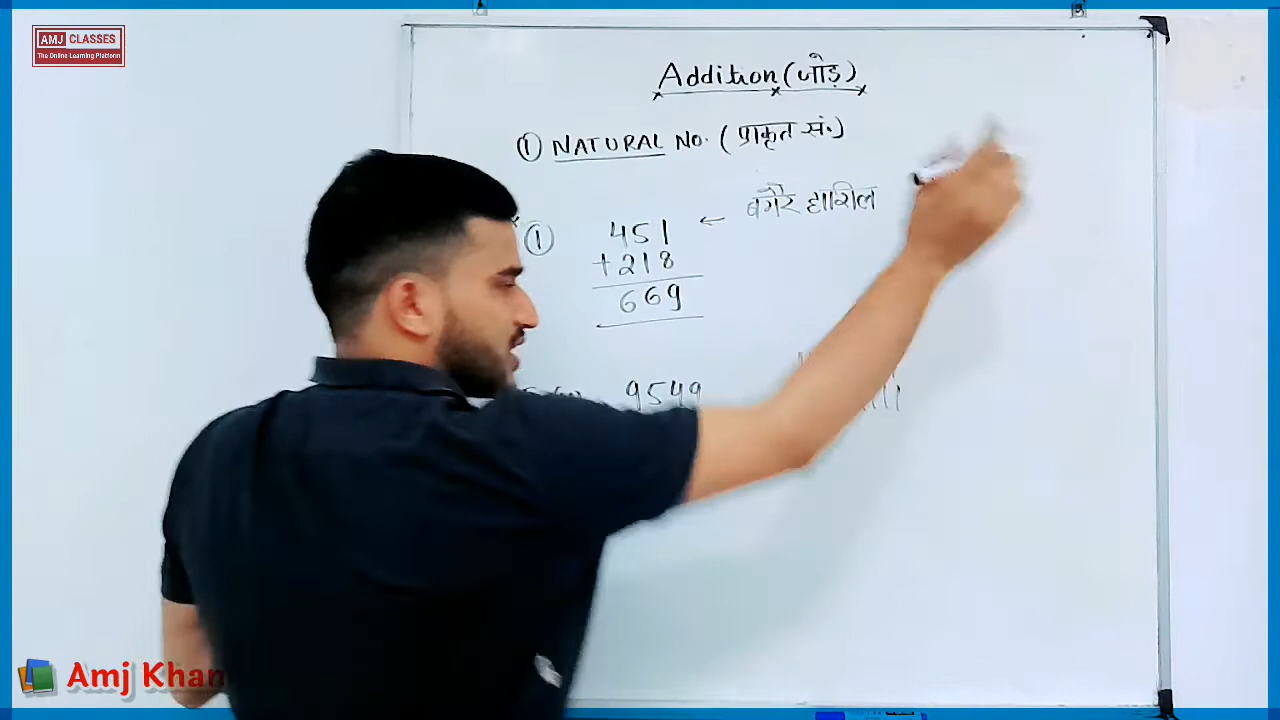 AMJ CLASSES
The Online Learning Platform
Addition (जोड़)
① NATURAL No. (प्राकृत सं.)
① 451 ← बगैर हासिल
+218
669
9549
Amj Khan